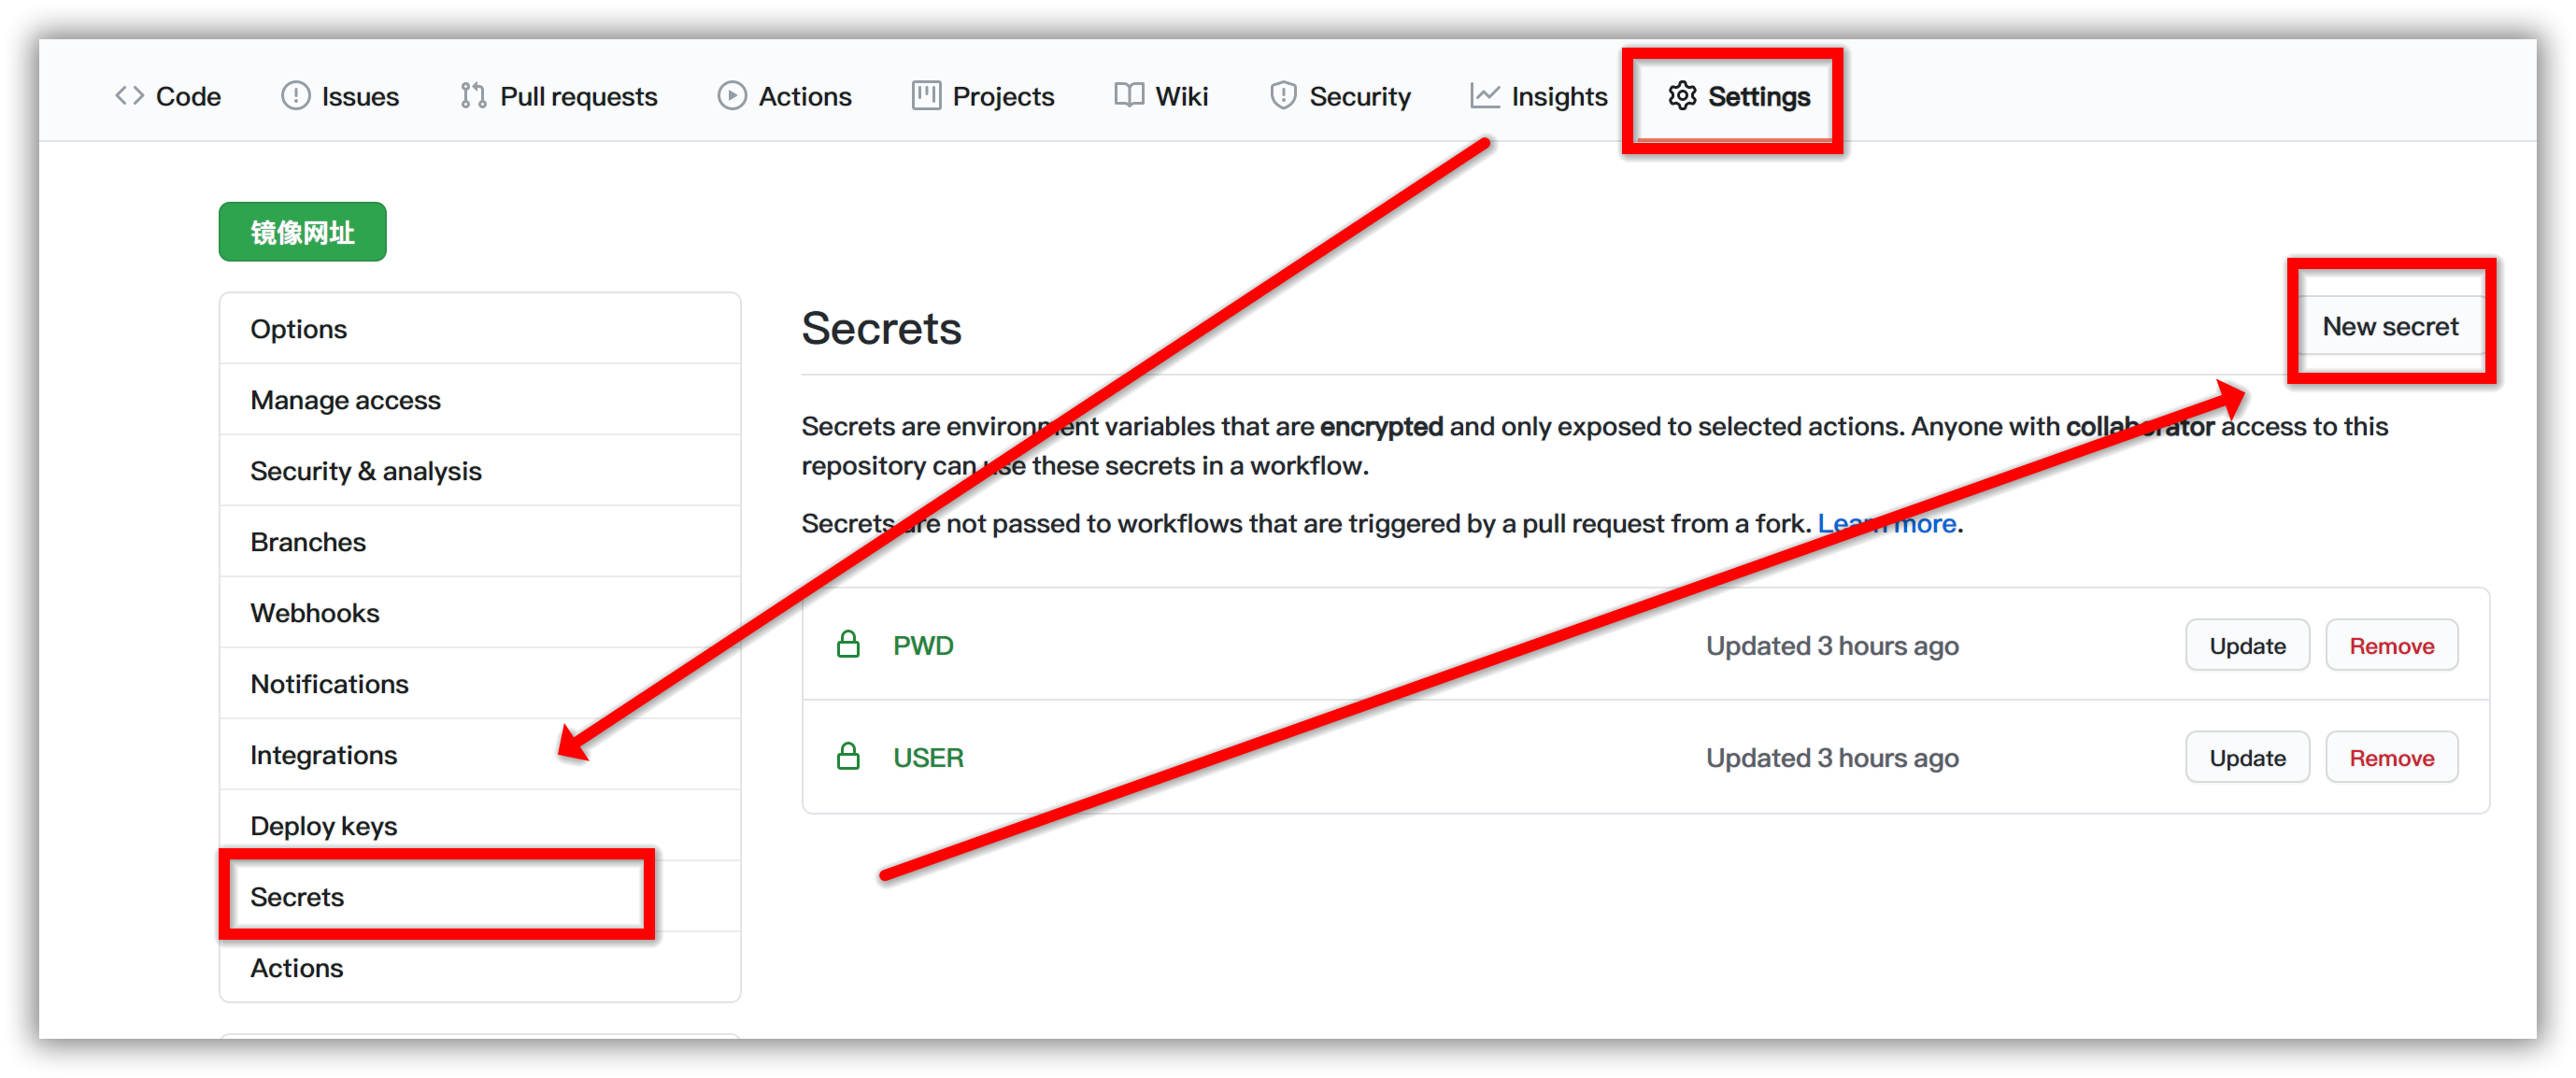 Code Issues Pull requests Actions Projects Wiki Security Insights Settings
镜像网址
Options
Manage access
Security & analysis
Branches
Webhooks
Notifications
Integrations
Deploy keys
Secrets
Actions
Secrets
New secret
Secrets are environment variables that are encrypted and only exposed to selected actions. Anyone with collaborator access to this
repository can use these secrets in a workflow.
Secrets are not passed to workflows that are triggered by a pull request from a fork. Learn more.
PWD Updated 3 hours ago Update Remove
USER Updated 3 hours ago Update Remove